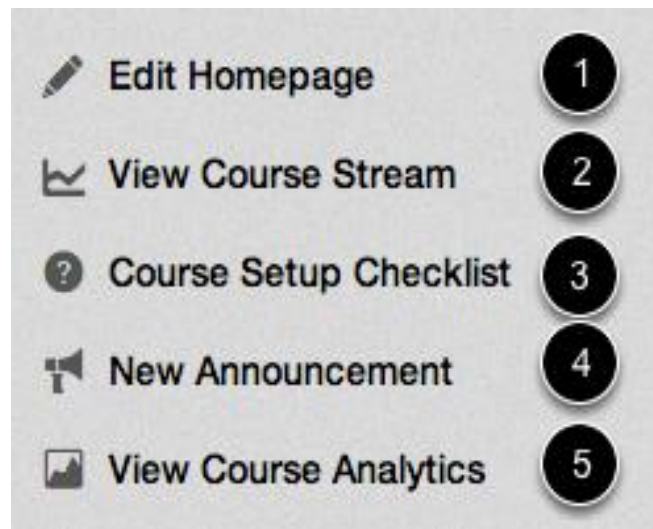 Edit Homepage 1
View Course Stream 2
Course Setup Checklist 3
New Announcement 4
View Course Analytics 5